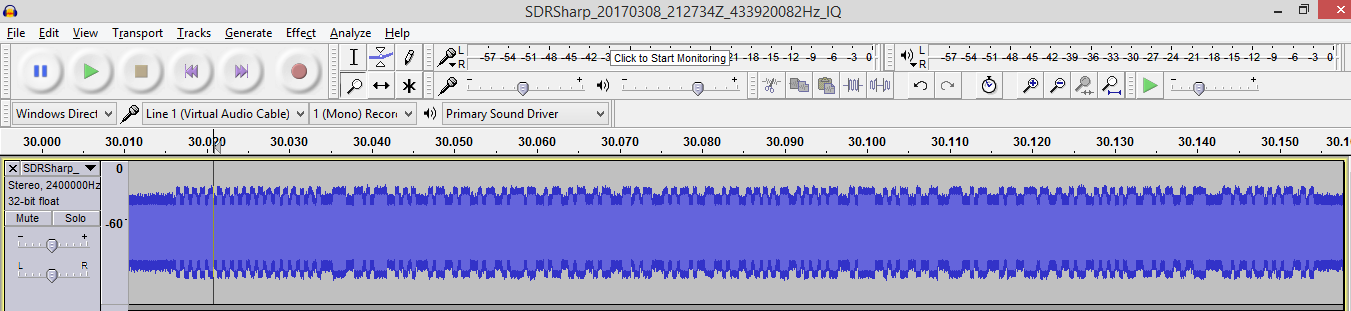 SDRSharp_20170308_212734Z_433920082Hz_IQ
File Edit View Transport Tracks Generate Effect Analyze Help
L R -57 -54 -51 -48 -45 -42 - Click to Start Monitoring -21 -18 -15 -12 -9 -6 -3 0 L R -57 -54 -51 -48 -45 -42 -39 -36 -33 -30 -27 -24 -21 -18 -15 -12 -9 -6 -3 0
- + - + - +
Windows Direct Line 1 (Virtual Audio Cable) 1 (Mono) Recor Primary Sound Driver
30.000 30.010 30.020 30.030 30.040 30.050 30.060 30.070 30.080 30.090 30.100 30.110 30.120 30.130 30.140 30.150 30.1
SDRSharp_ 0
Stereo, 2400000Hz
32-bit float
Mute Solo -60
- +
L R